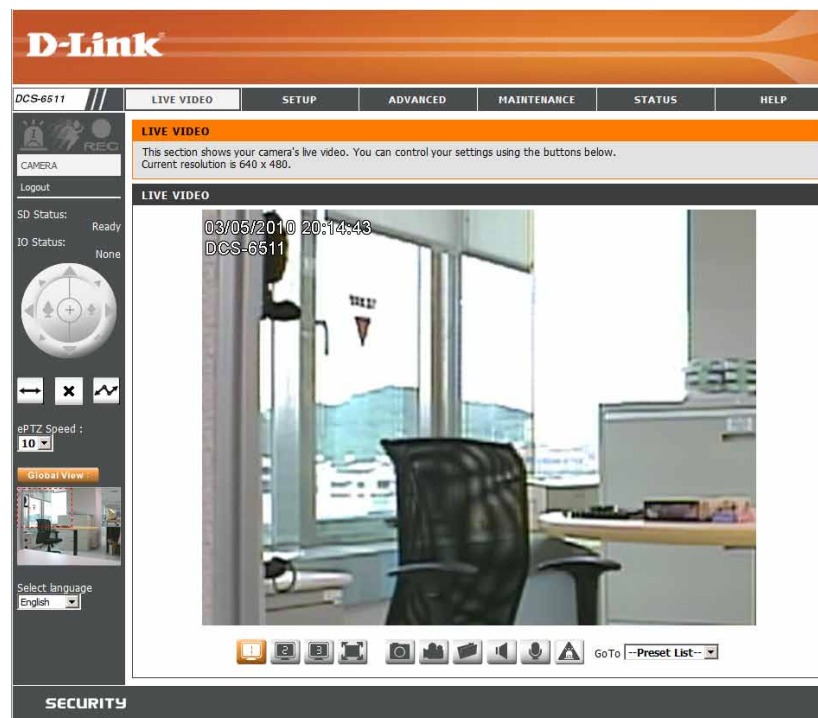 D-Link
DCS-6511
LIVE VIDEO
SETUP
ADVANCED
MAINTENANCE
STATUS
HELP
REC
CAMERA
Logout
SD Status:
Ready
IO Status:
None
ePTZ Speed :
10
Global View :
Select language
English
LIVE VIDEO
This section shows your camera's live video. You can control your settings using the buttons below.
Current resolution is 640 x 480.
LIVE VIDEO
03/05/2010 20:14:43
DCS-6511
1
2
3
GoTo --Preset List--
SECURITY